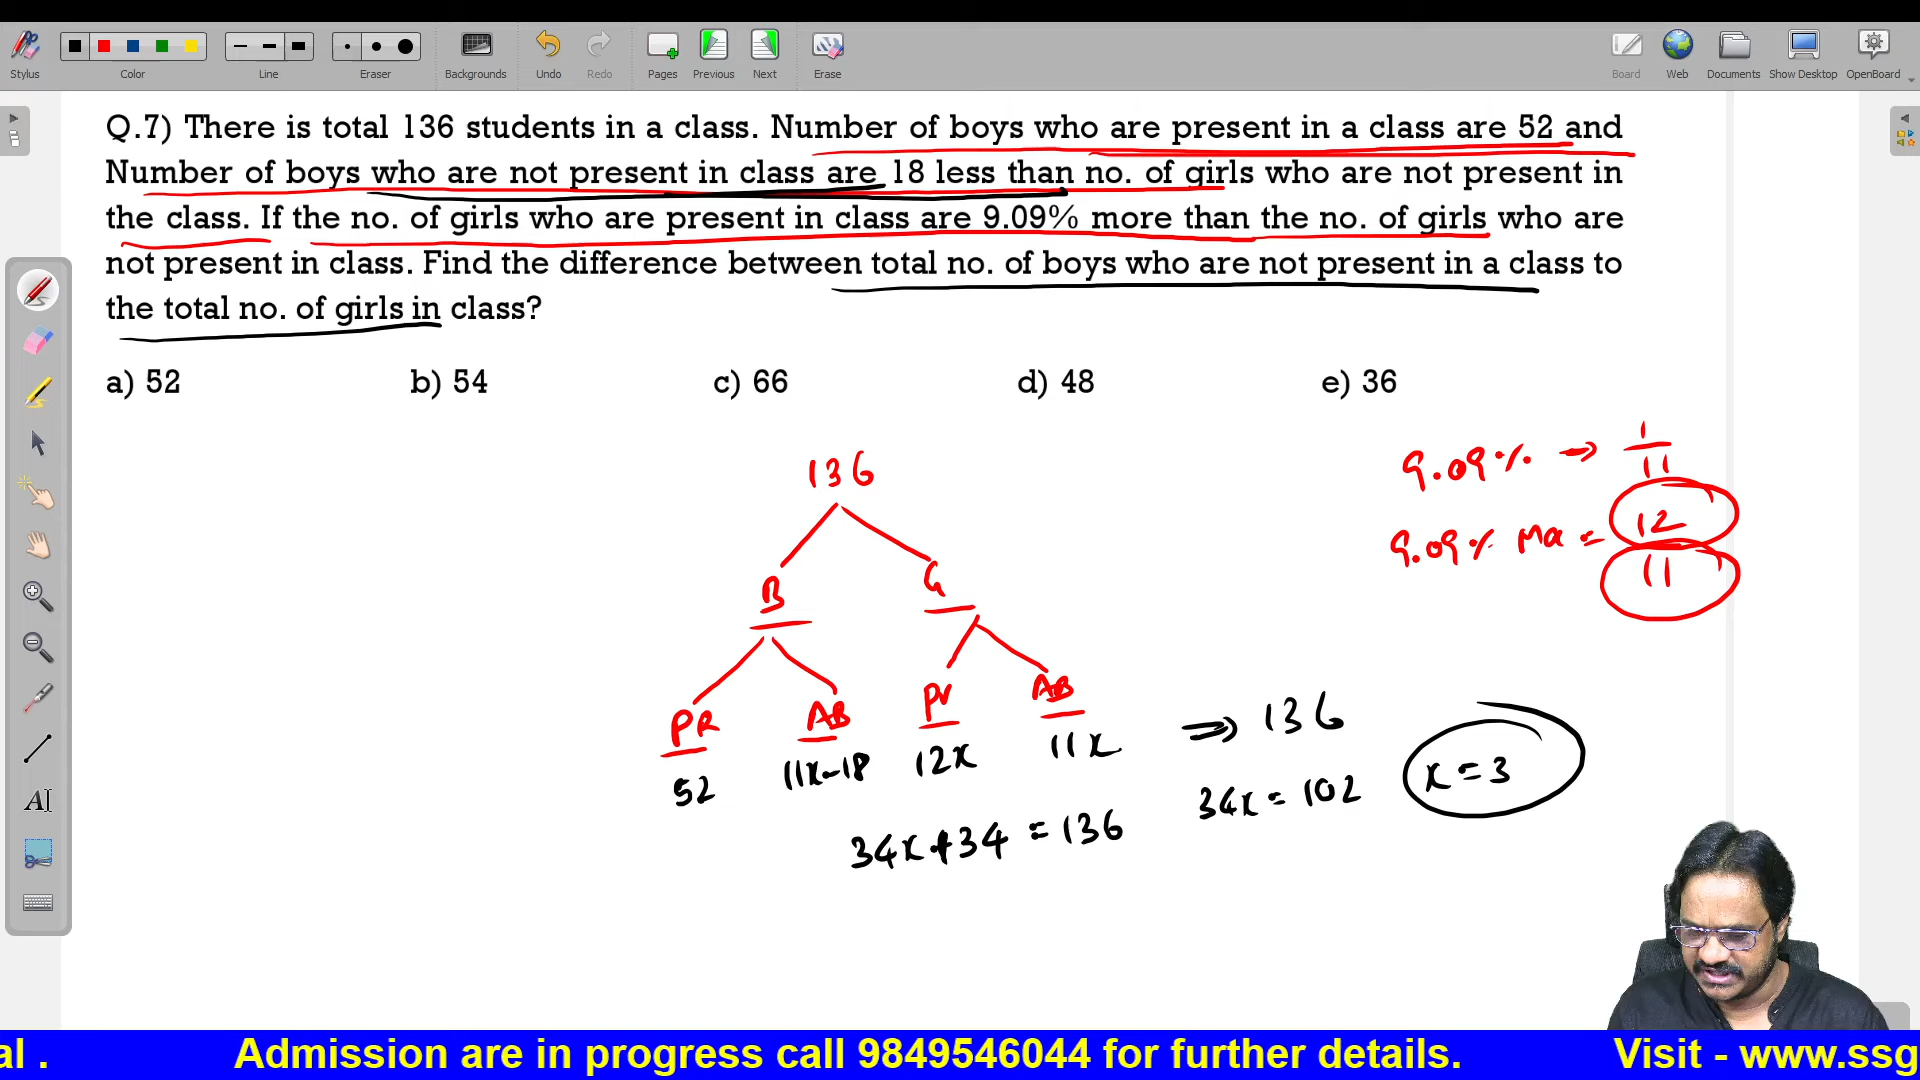 Stylus
Color
Line
Eraser
Backgrounds
Undo
Redo
Pages
Previous
Next
Erase
Board
Web
Documents
Show Desktop
OpenBoard
Q.7) There is total 136 students in a class. Number of boys who are present in a class are 52 and
Number of boys who are not present in class are 18 less than no. of girls who are not present in
the class. If the no. of girls who are present in class are 9.09% more than the no. of girls who are
not present in class. Find the difference between total no. of boys who are not present in a class to
the total no. of girls in class?
a) 52 b) 54 c) 66 d) 48 e) 36
136
9.09% → 1/11
9.09% = 12/11
B G
PR AB Pr AB
52 11x-18 12x 11x ⇒ 136
34x+34 = 136
34x = 102
x = 3
AI
al . Admission are in progress call 9849546044 for further details. Visit - www.ssg